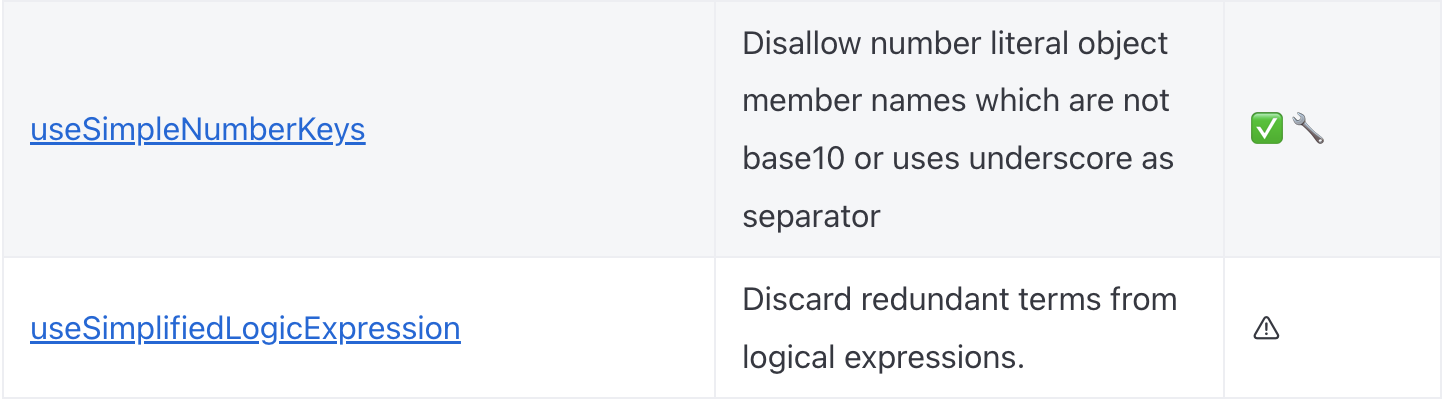 Disallow number literal object
member names which are not
useSimpleNumberKeys
base10 or uses underscore as
separator
Discard redundant terms from
useSimplifiedLogicExpression
logical expressions.